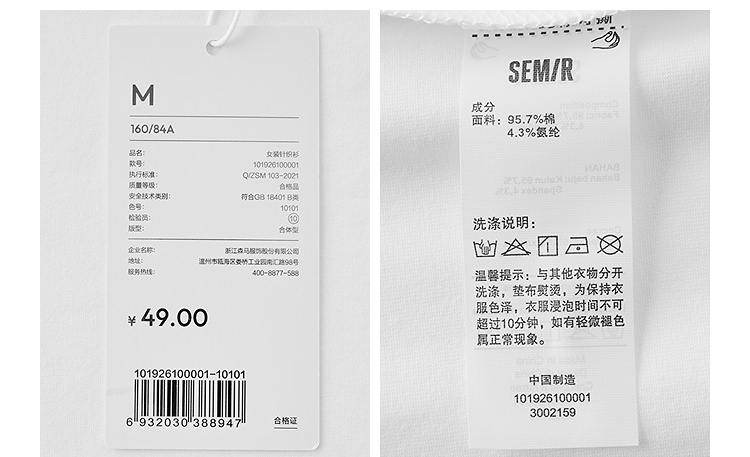 M
160/84A
品名: 女装针织衫
款号: 101926100001
执行标准: Q/ZSM 103-2021
质量等级: 合格品
安全技术类别: 符合GB 18401 B类
色号: 10101
检验员: 10
版型: 合体型
企业名称: 浙江森马服饰股份有限公司
地址: 温州市瓯海区娄桥工业园南汇路98号
服务热线: 400-8877-588
¥ 49.00
101926100001-10101
6 932030 388947
合格证
SEM/R
成分
面料: 95.7%棉
4.3%氨纶
洗涤说明:
温馨提示: 与其他衣物分开
洗涤, 垫布熨烫, 为保持衣
服色泽, 衣服浸泡时间不可
超过10分钟, 如有轻微褪色
属正常现象。
中国制造
101926100001
3002159